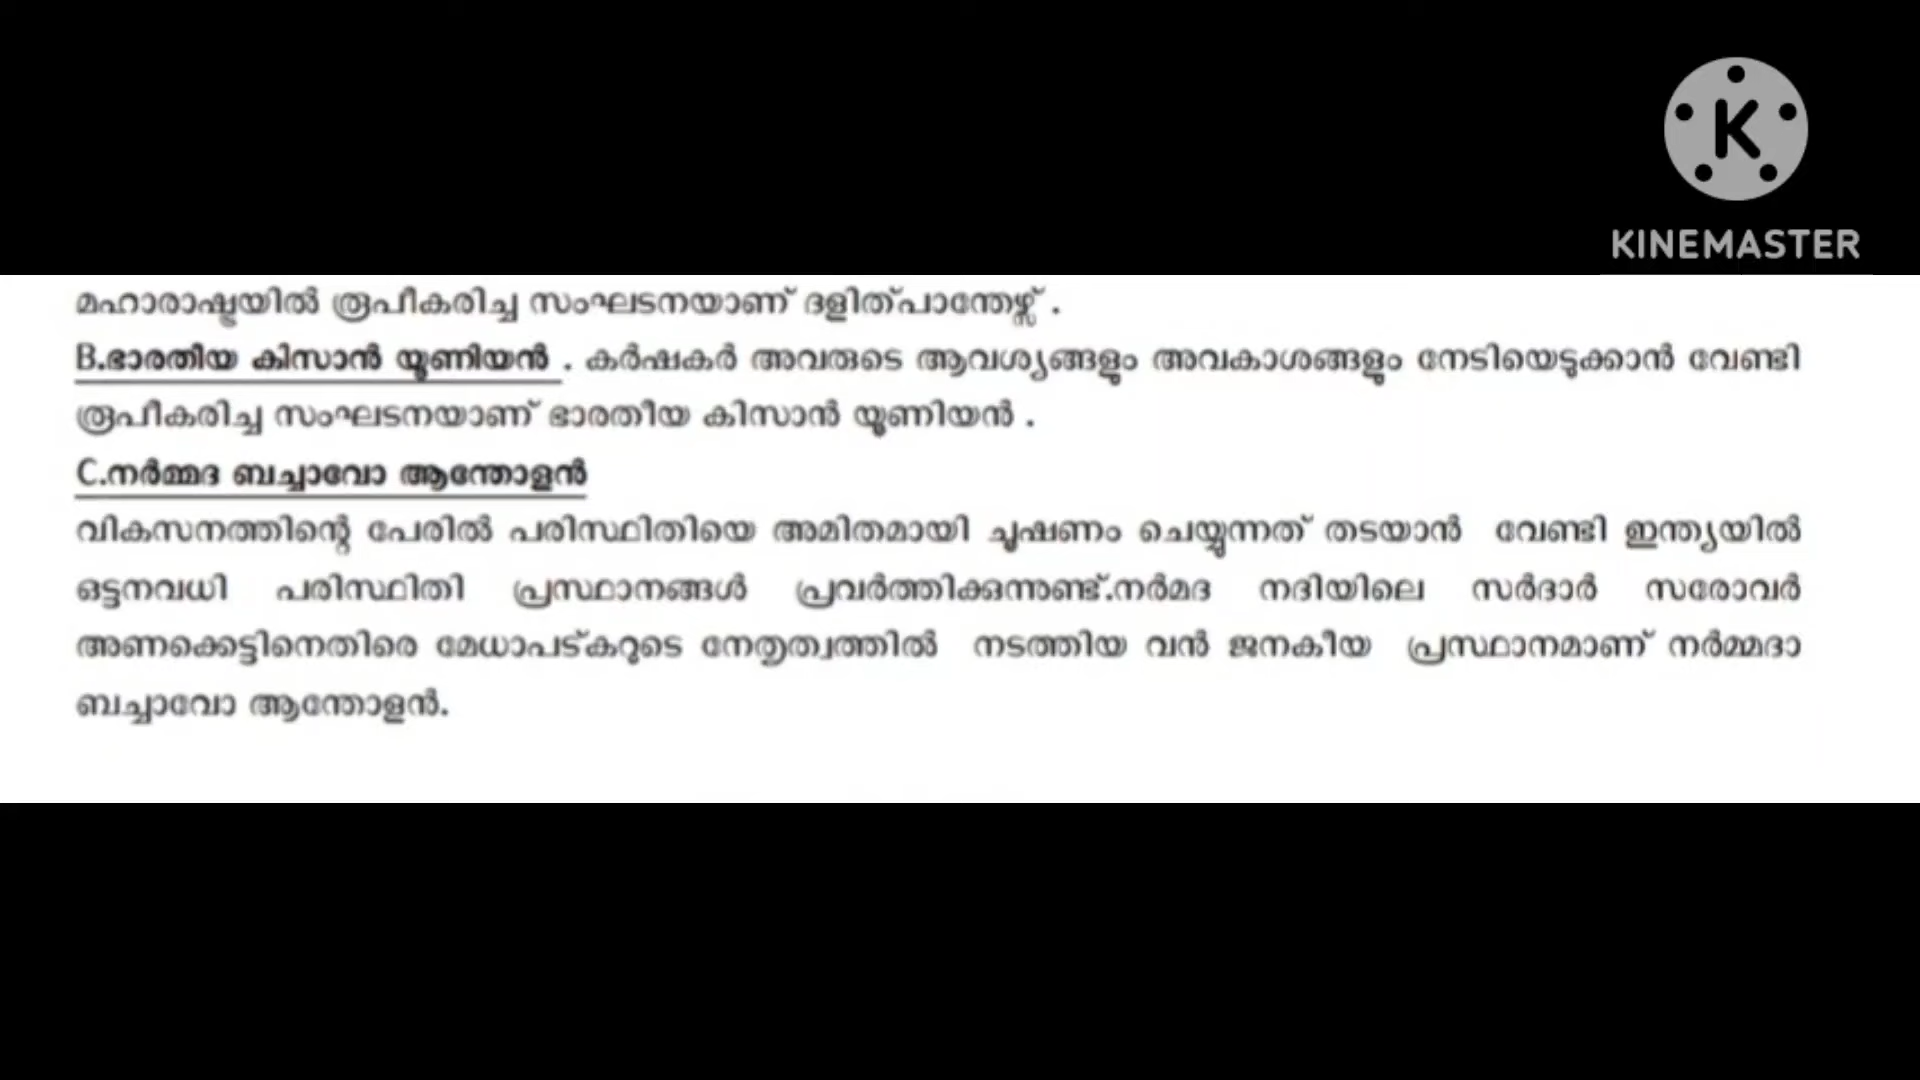 KINEMASTER
മഹാരാഷ്ട്രയിൽ രൂപീകരിച്ച സംഘടനയാണ് ദളിത്പാന്തേഴ്സ് .
B.ഭാരതീയ കിസാൻ യൂണിയൻ . കർഷകർ അവരുടെ ആവശ്യങ്ങളും അവകാശങ്ങളും നേടിയെടുക്കാൻ വേണ്ടി
രൂപീകരിച്ച സംഘടനയാണ് ഭാരതീയ കിസാൻ യൂണിയൻ .
C.നർമ്മദ ബച്ചാവോ ആന്തോളൻ
വികസനത്തിന്റെ പേരിൽ പരിസ്ഥിതിയെ അമിതമായി ചൂഷണം ചെയ്യുന്നത് തടയാൻ വേണ്ടി ഇന്ത്യയിൽ
ഒട്ടനവധി പരിസ്ഥിതി പ്രസ്ഥാനങ്ങൾ പ്രവർത്തിക്കുന്നുണ്ട്.നർമദ നദിയിലെ സർദാർ സരോവർ
അണക്കെട്ടിനെതിരെ മേധാപട്കറുടെ നേതൃത്വത്തിൽ നടത്തിയ വൻ ജനകീയ പ്രസ്ഥാനമാണ് നർമ്മദാ
ബച്ചാവോ ആന്തോളൻ.